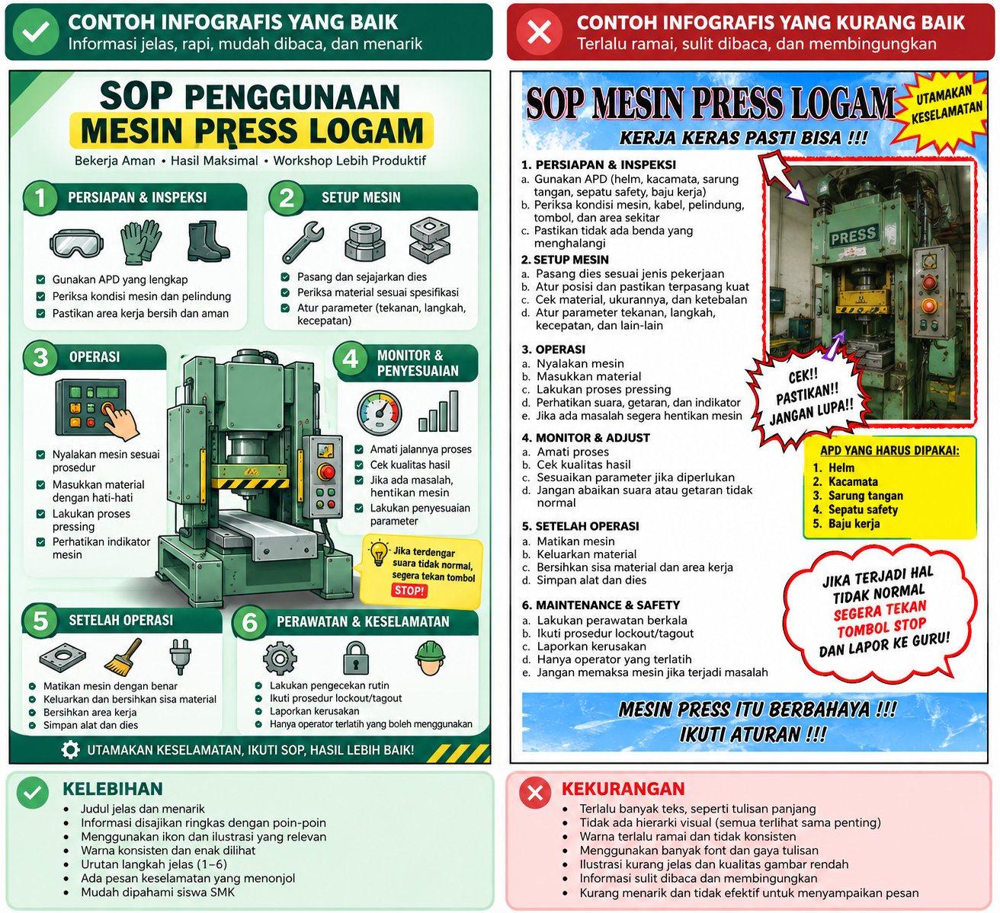 CONTOH INFOGRAFIS YANG BAIK
Informasi jelas, rapi, mudah dibaca, dan menarik
SOP PENGGUNAAN
MESIN PRESS LOGAM
Bekerja Aman • Hasil Maksimal • Workshop Lebih Produktif
1 PERSIAPAN & INSPEKSI
Gunakan APD yang lengkap
Periksa kondisi mesin dan pelindung
Pastikan area kerja bersih dan aman
2 SETUP MESIN
Pasang dan sejajarkan dies
Periksa material sesuai spesifikasi
Atur parameter (tekanan, langkah,
kecepatan)
3 OPERASI
Nyalakan mesin sesuai
prosedur
Masukkan material
dengan hati-hati
Lakukan proses
pressing
Perhatikan indikator
mesin
4 MONITOR &
PENYESUAIAN
Amati jalannya proses
Cek kualitas hasil
Jika ada masalah,
hentikan mesin
Lakukan penyesuaian
parameter
Jika terdengar
suara tidak normal,
segera tekan tombol
STOP!
5 SETELAH OPERASI
Matikan mesin dengan benar
Keluarkan dan bersihkan sisa material
Bersihkan area kerja
Simpan alat dan dies
6 PERAWATAN & KESELAMATAN
Lakukan pengecekan rutin
Ikuti prosedur lockout/tagout
Laporkan kerusakan
Hanya operator terlatih yang boleh menggunakan
UTAMAKAN KESELAMATAN, IKUTI SOP, HASIL LEBIH BAIK!
KELEBIHAN
• Judul jelas dan menarik
• Informasi disajikan ringkas dengan poin-poin
• Menggunakan ikon dan ilustrasi yang relevan
• Warna konsisten dan enak dilihat
• Urutan langkah jelas (1–6)
• Ada pesan keselamatan yang menonjol
• Mudah dipahami siswa SMK
CONTOH INFOGRAFIS YANG KURANG BAIK
Terlalu ramai, sulit dibaca, dan membingungkan
SOP MESIN PRESS LOGAM
UTAMAKAN
KESELAMATAN
KERJA KERAS PASTI BISA !!!
1. PERSIAPAN & INSPEKSI
a. Gunakan APD (helm, kacamata, sarung
tangan, sepatu safety, baju kerja)
b. Periksa kondisi mesin, kabel, pelindung,
tombol, dan area sekitar
c. Pastikan tidak ada benda yang
menghalangi
2. SETUP MESIN
a. Pasang dies sesuai jenis pekerjaan
b. Atur posisi dan pastikan terpasang kuat
c. Cek material, ukurannya, dan ketebalan
d. Atur parameter tekanan, langkah,
kecepatan, dan lain-lain
3. OPERASI
a. Nyalakan mesin
b. Masukkan material
c. Lakukan proses pressing
d. Perhatikan suara, getaran, dan indikator
e. Jika ada masalah segera hentikan mesin
4. MONITOR & ADJUST
a. Amati proses
b. Cek kualitas hasil
c. Sesuaikan parameter jika diperlukan
d. Jangan abaikan suara atau getaran tidak
normal
5. SETELAH OPERASI
a. Matikan mesin
b. Keluarkan material
c. Bersihkan sisa material dan area kerja
d. Simpan alat dan dies
6. MAINTENANCE & SAFETY
a. Lakukan perawatan berkala
b. Ikuti prosedur lockout/tagout
c. Laporkan kerusakan
d. Hanya operator yang terlatih
e. Jangan memaksa mesin jika terjadi masalah
PRESS
CEK!!
PASTIKAN!!
JANGAN LUPA!!
APD YANG HARUS DIPAKAI:
1. Helm
2. Kacamata
3. Sarung tangan
4. Sepatu safety
5. Baju kerja
JIKA TERJADI HAL
TIDAK NORMAL
SEGERA TEKAN
TOMBOL STOP
DAN LAPOR KE GURU!
MESIN PRESS ITU BERBAHAYA !!!
IKUTI ATURAN !!!
KEKURANGAN
• Terlalu banyak teks, seperti tulisan panjang
• Tidak ada hierarki visual (semua terlihat sama penting)
• Warna terlalu ramai dan tidak konsisten
• Menggunakan banyak font dan gaya tulisan
• Ilustrasi kurang jelas dan kualitas gambar rendah
• Informasi sulit dibaca dan membingungkan
• Kurang menarik dan tidak efektif untuk menyampaikan pesan